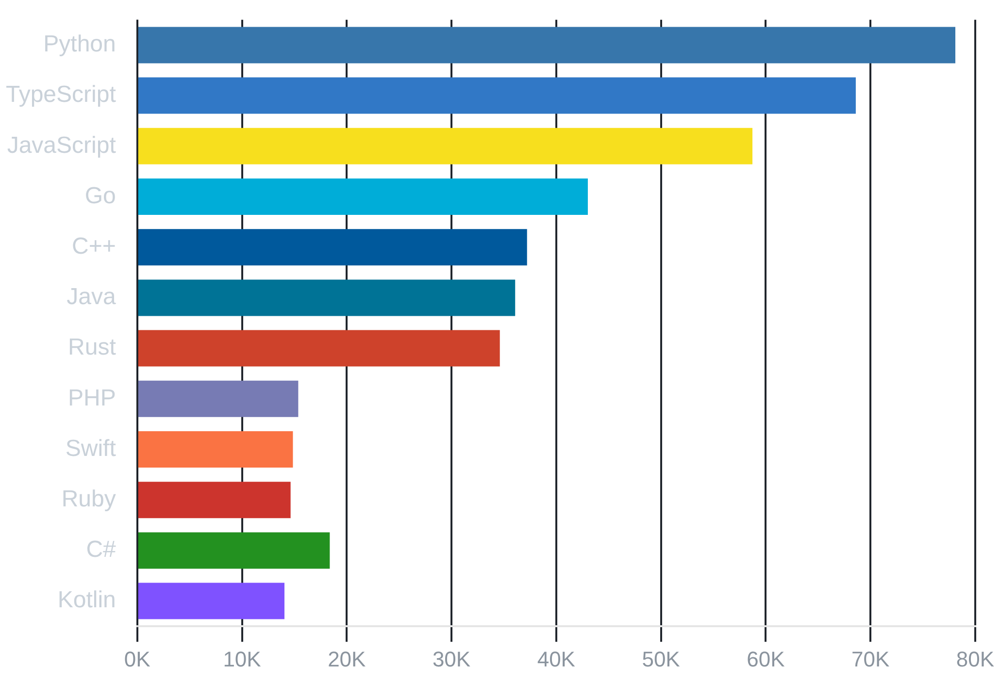 Python
TypeScript
JavaScript
Go
C++
Java
Rust
PHP
Swift
Ruby
C#
Kotlin
0K 10K 20K 30K 40K 50K 60K 70K 80K